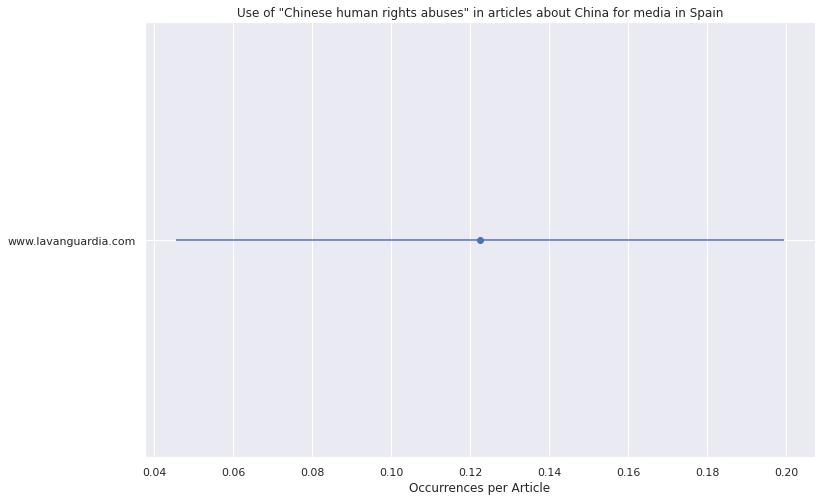 Use of "Chinese human rights abuses" in articles about China for media in Spain
www.lavanguardia.com
0.04 0.06 0.08 0.10 0.12 0.14 0.16 0.18 0.20
Occurrences per Article